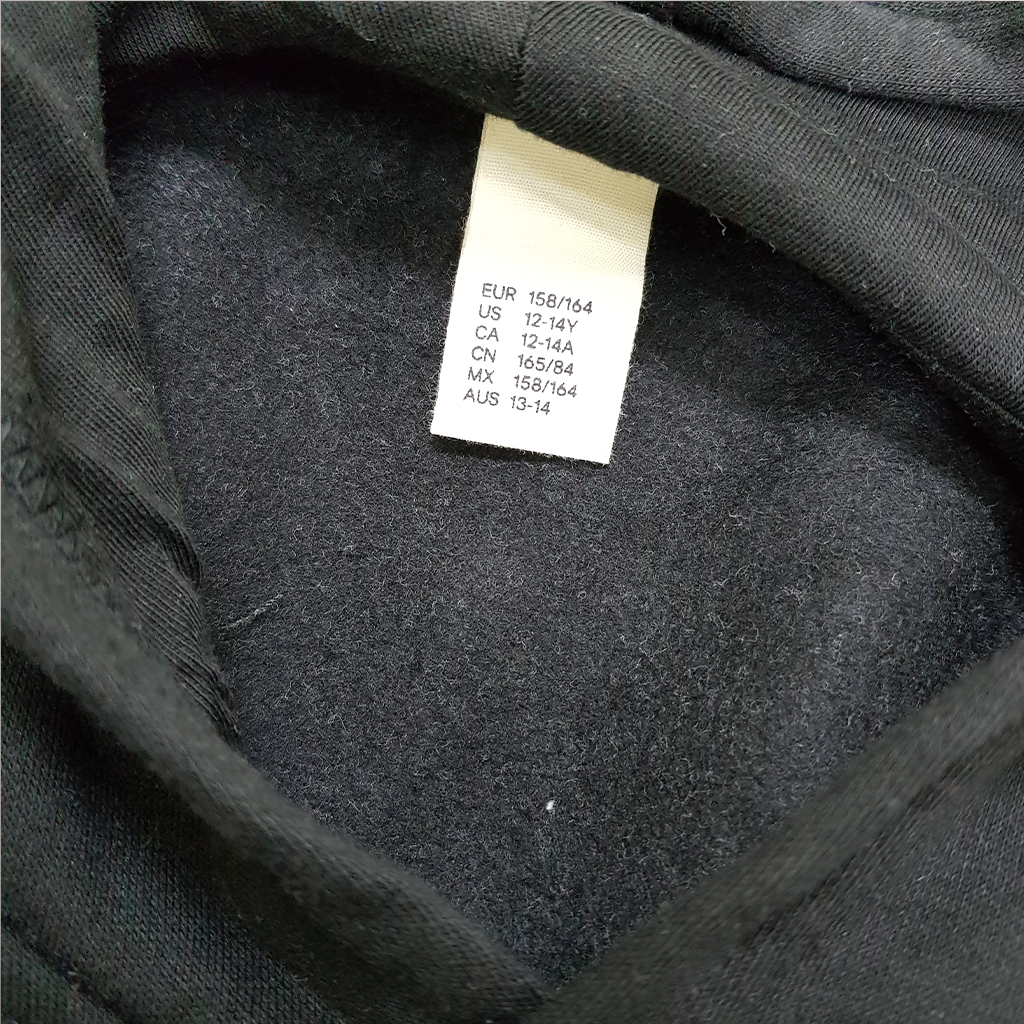 EUR 158/164
US 12-14Y
CA 12-14A
CN 165/84
MX 158/164
AUS 13-14